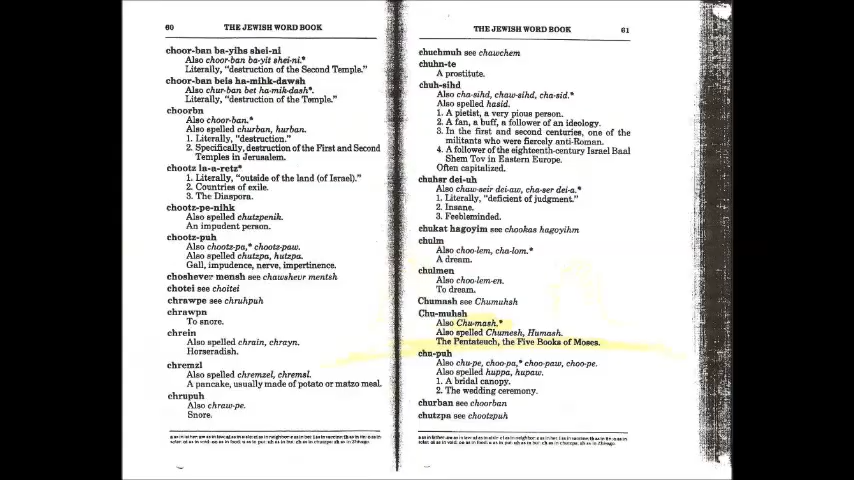 60
THE JEWISH WORD BOOK
choor-ban ba-yihs shei-ni
Also choor-ban ba-yit shei-ni.*
Literally, "destruction of the Second Temple."
choor-ban beis ha-mihk-dawsh
Also chur-ban bet ha-mik-dash*.
Literally, "destruction of the Temple."
choorbn
Also choor-ban.*
Also spelled churban, hurban.
1. Literally, "destruction."
2. Specifically, destruction of the First and Second
Temples in Jerusalem.
chootz la-a-retz*
1. Literally, "outside of the land (of Israel)."
2. Countries of exile.
3. The Diaspora.
chootz-pe-nihk
Also spelled chutzpenik.
An impudent person.
chootz-puh
Also chootz-pa,* chootz-paw.
Also spelled chutzpa, hutzpa.
Gall, impudence, nerve, impertinence.
choshever mensh see chawshevr mentsh
chotei see choitei
chrawpe see chruhpuh
chrawpn
To snore.
chrein
Also spelled chrain, chrayn.
Horseradish.
chremzl
Also spelled chremzel, chremsl.
A pancake, usually made of potato or matzo meal.
chrupuh
Also chraw-pe.
Snore.
THE JEWISH WORD BOOK
61
chuchmuh see chawchem
chuhn-te
A prostitute.
chuh-sihd
Also cha-sihd, chaw-sihd, cha-sid.*
Also spelled hasid.
1. A pietist, a very pious person.
2. A fan, a buff, a follower of an ideology.
3. In the first and second centuries, one of the
militants who were fiercely anti-Roman.
4. A follower of the eighteenth-century Israel Baal
Shem Tov in Eastern Europe.
Often capitalized.
chuhsr dei-uh
Also chaw-seir dei-aw, cha-ser dei-a.*
1. Literally, "deficient of judgment."
2. Insane.
3. Feebleminded.
chukat hagoyim see chookas hagoyihm
chulm
Also choo-lem, cha-lom.*
A dream.
chulmen
Also choo-lem-en.
To dream.
Chumash see Chumuhsh
Chu-muhsh
Also Chu-mash.*
Also spelled Chumesh, Humash.
The Pentateuch, the Five Books of Moses.
chu-puh
Also chu-pe, choo-pa,* choo-paw, choo-pe.
Also spelled huppa, hupaw.
1. A bridal canopy.
2. The wedding ceremony.
churban see choorban
chutzpa see chootzpuh